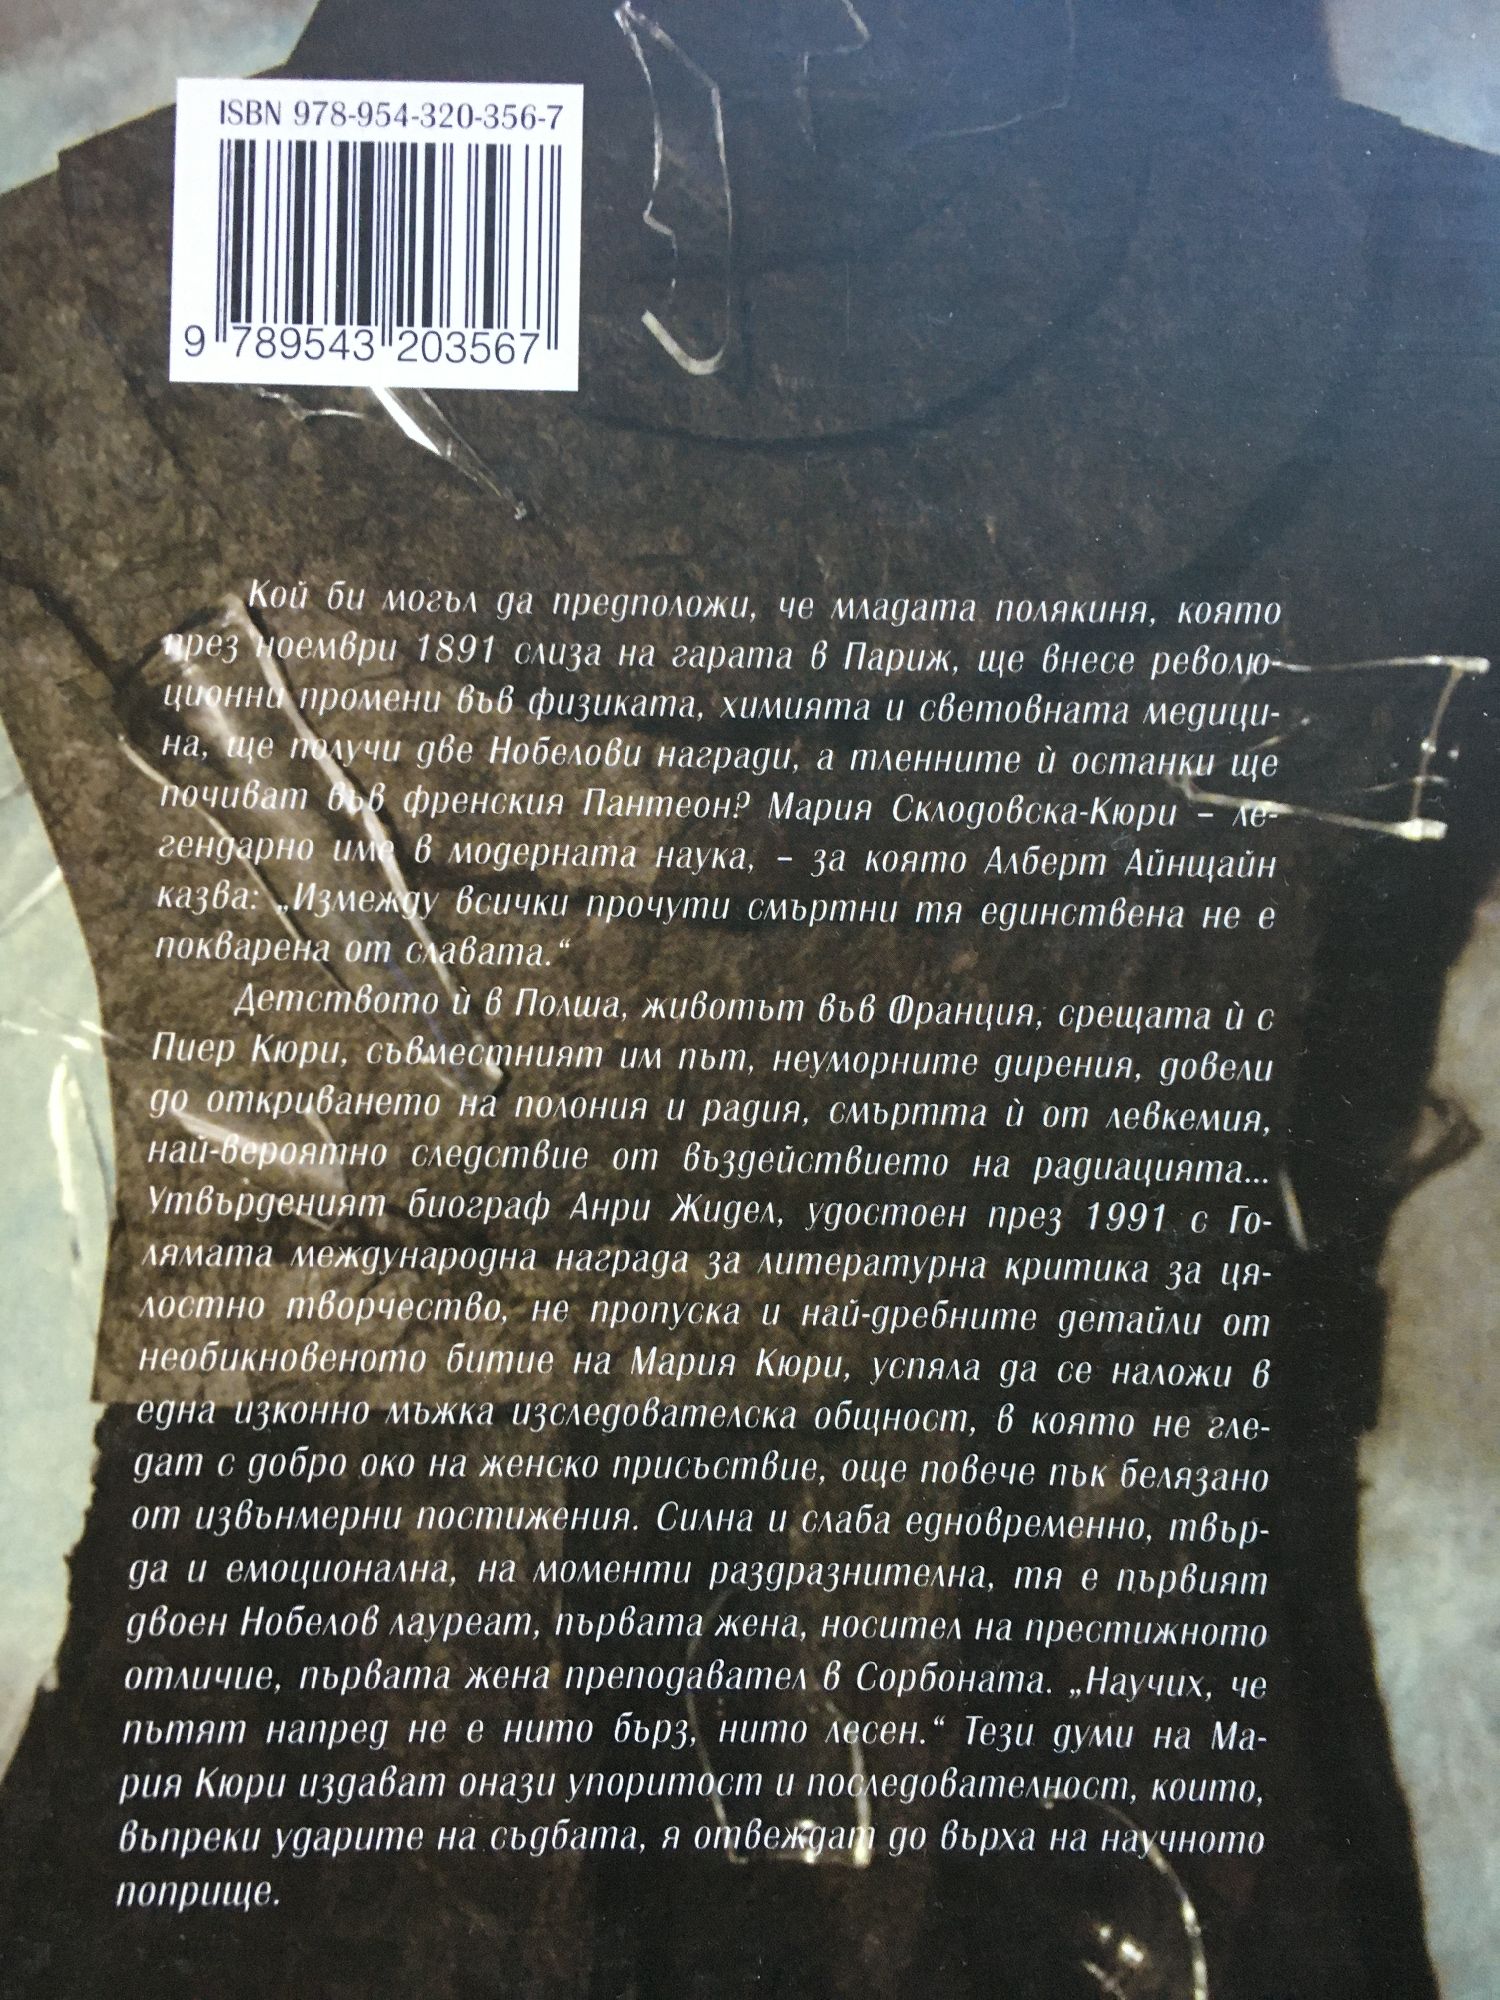 ISBN 978-954-320-356-7
9 789543 203567
Кой би могъл да предположи, че младата полякиня, която
през ноември 1891 слиза на гарата в Париж, ще внесе револю-
ционни промени във физиката, химията и световната медици-
на, ще получи две Нобелови награди, а тленните ѝ останки ще
почиват във френския Пантеон? Мария Склодовска-Кюри – ле-
гендарно име в модерната наука, – за която Алберт Айнщайн
казва: „Измежду всички прочути смъртни тя единствена не е
покварена от славата.“
Детството ѝ в Полша, животът във Франция, срещата ѝ с
Пиер Кюри, съвместният им път, неуморните дирения, довели
до откриването на полония и радия, смъртта ѝ от левкемия,
най-вероятно следствие от въздействието на радиацията...
Утвърденият биограф Анри Жидел, удостоен през 1991 с Го-
лямата международна награда за литературна критика за ця-
лостно творчество, не пропуска и най-дребните детайли от
необикновеното битие на Мария Кюри, успяла да се наложи в
една изконно мъжка изследователска общност, в която не гле-
дат с добро око на женско присъствие, още повече пък белязано
от извънмерни постижения. Силна и слаба едновременно, твър-
да и емоционална, на моменти раздразнителна, тя е първият
двоен Нобелов лауреат, първата жена, носител на престижното
отличие, първата жена преподавател в Сорбоната. „Научих, че
пътят напред не е нито бърз, нито лесен.“ Тези думи на Ма-
рия Кюри издават онази упоритост и последователност, които,
въпреки ударите на съдбата, я отвеждат до върха на научното
поприще.